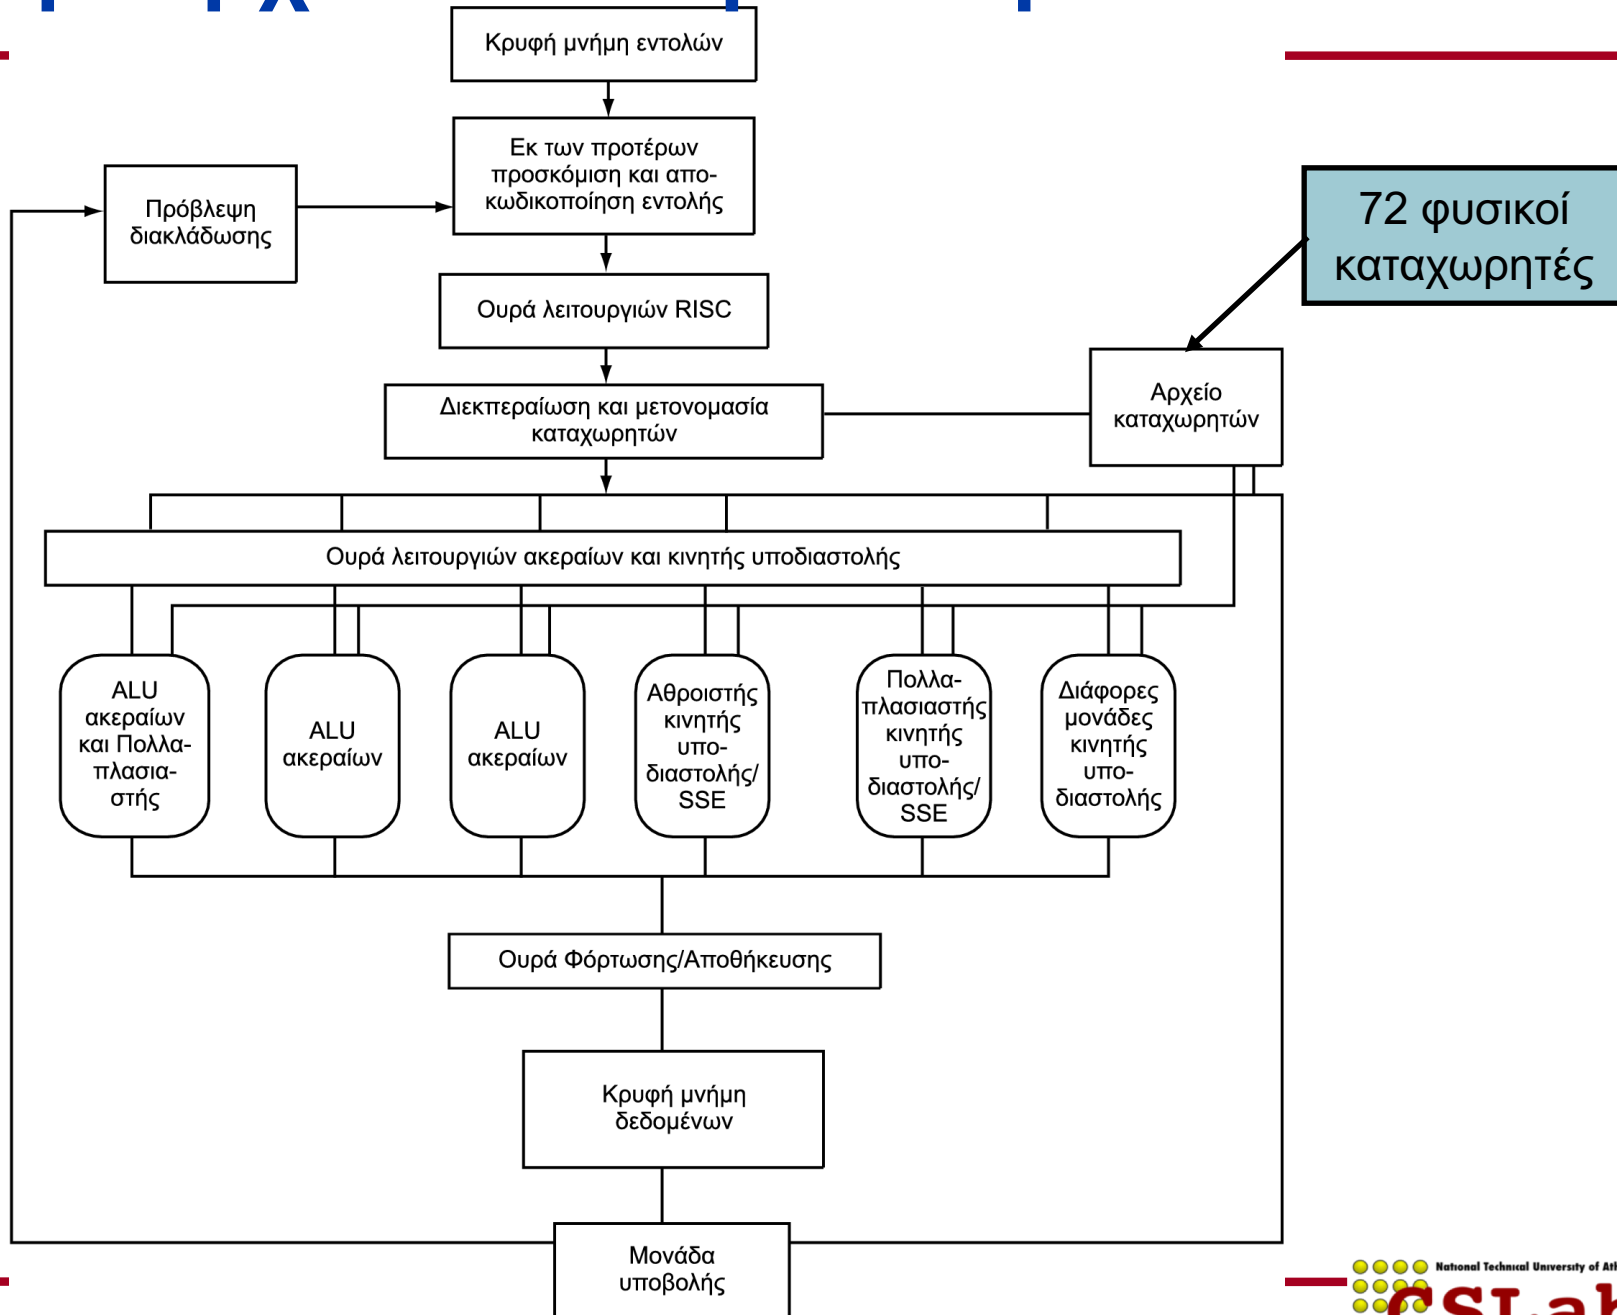 Κρυφή μνήμη εντολών
Εκ των προτέρων
προσκόμιση και απο-
κωδικοποίηση εντολής
Πρόβλεψη
διακλάδωσης
72 φυσικοί
καταχωρητές
Ουρά λειτουργιών RISC
Διεκπεραίωση και μετονομασία
καταχωρητών
Αρχείο
καταχωρητών
Ουρά λειτουργιών ακεραίων και κινητής υποδιαστολής
ALU
ακεραίων
και Πολλα-
πλασια-
στής
ALU
ακεραίων
ALU
ακεραίων
Αθροιστής
κινητής
υπο-
διαστολής/
SSE
Πολλα-
πλασιαστής
κινητής
υπο-
διαστολής/
SSE
Διάφορες
μονάδες
κινητής
υπο-
διαστολής
Ουρά Φόρτωσης/Αποθήκευσης
Κρυφή μνήμη
δεδομένων
Μονάδα
υποβολής
National Technical University of